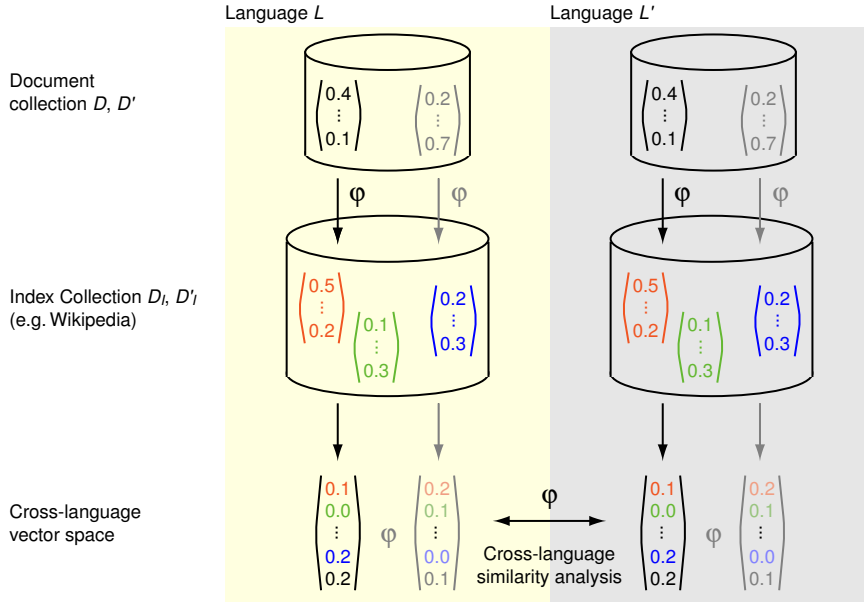 Language L
Language L'
Document
collection D, D'
0.4
⋮
0.1
0.2
⋮
0.7
0.4
⋮
0.1
0.2
⋮
0.7
φ
φ
φ
φ
Index Collection D_I, D'_I
(e.g. Wikipedia)
0.5
⋮
0.2
0.1
⋮
0.3
0.2
⋮
0.3
0.5
⋮
0.2
0.1
⋮
0.3
0.2
⋮
0.3
Cross-language
vector space
0.1
0.0
⋮
0.2
0.2
φ
0.2
0.1
⋮
0.0
0.1
φ
Cross-language
similarity analysis
0.1
0.0
⋮
0.2
0.2
φ
0.2
0.1
⋮
0.0
0.1